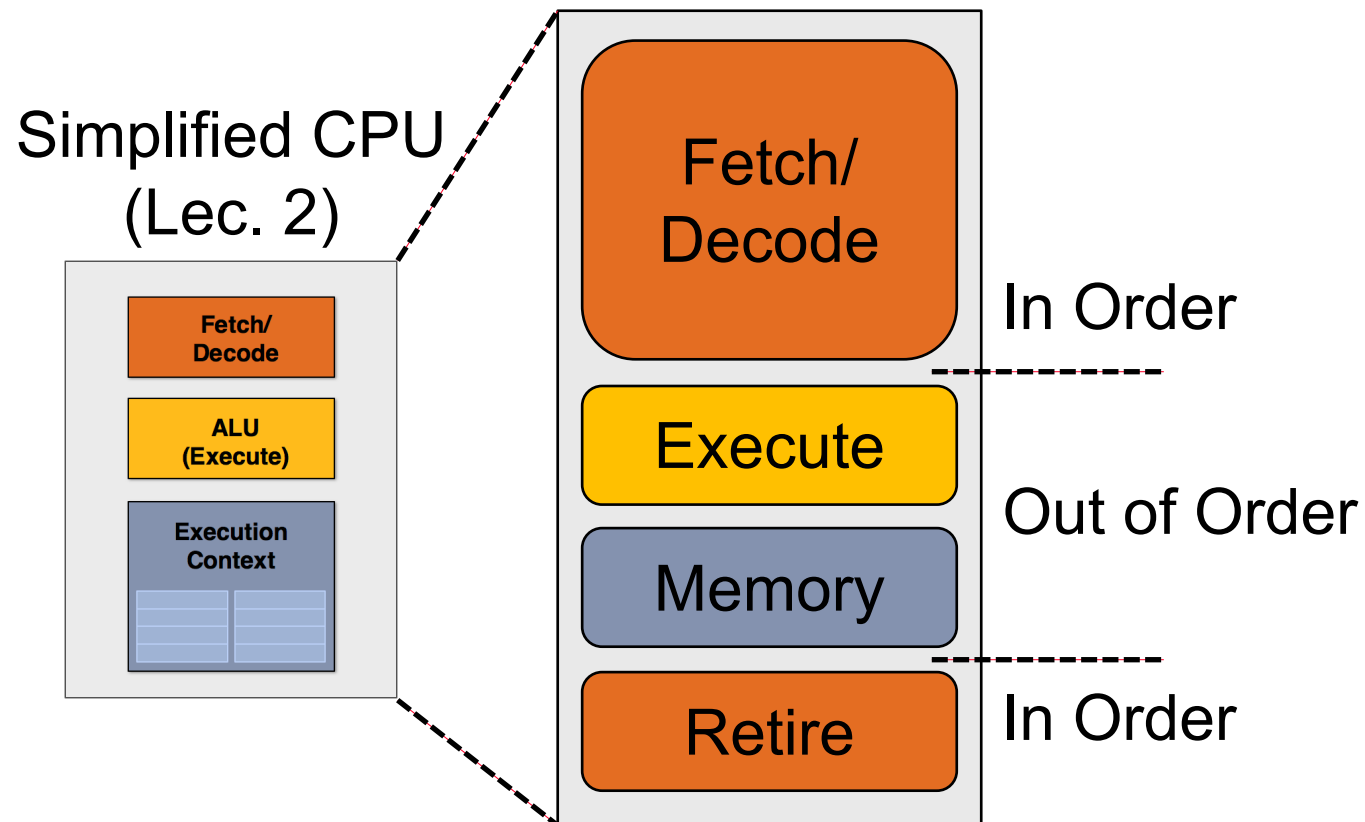 Simplified CPU
(Lec. 2)
Fetch/
Decode
ALU
(Execute)
Execution
Context
Fetch/
Decode
Execute
Memory
Retire
In Order
Out of Order
In Order